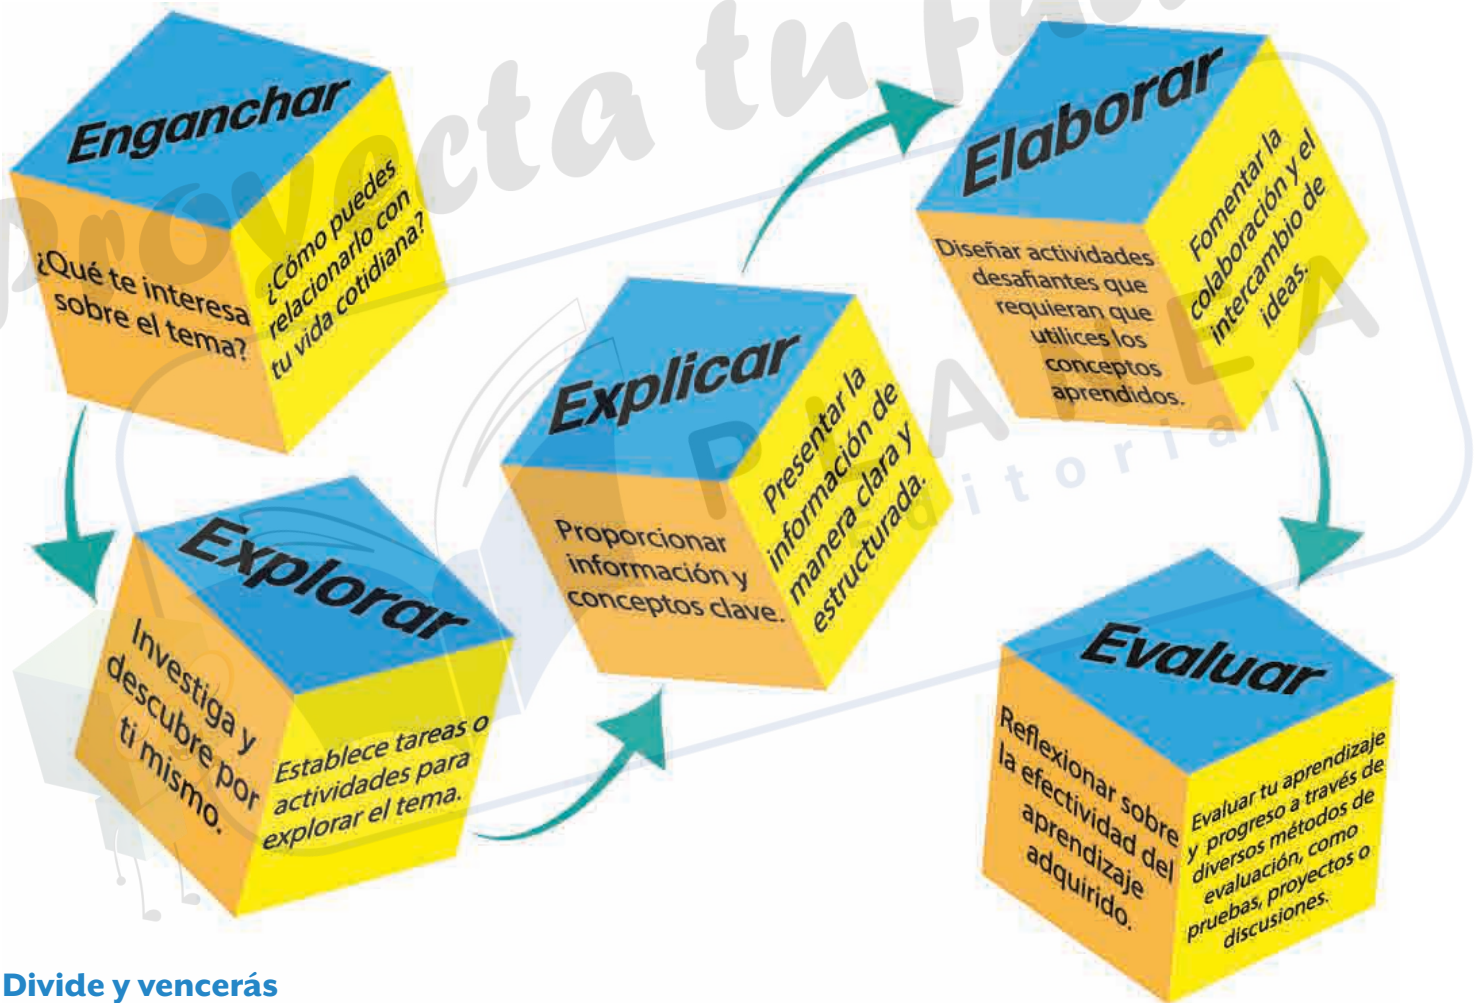 Enganchar
¿Qué te interesa
sobre el tema?
¿Cómo puedes
relacionarlo con
tu vida cotidiana?
Explorar
Investiga y
descubre por
ti mismo.
Establece tareas o
actividades para
explorar el tema.
Explicar
Proporcionar
información y
conceptos clave.
Presentar la
información de
manera clara y
estructurada.
Elaborar
Diseñar actividades
desafiantes que
requieran que
utilices los
conceptos
aprendidos.
Fomentar la
colaboración y el
intercambio de
ideas.
Evaluar
Reflexionar sobre
la efectividad del
aprendizaje
adquirido.
Evaluar tu aprendizaje
y progreso a través de
diversos métodos de
evaluación, como
pruebas, proyectos o
discusiones.
Divide y vencerás
Proyecta tu
PLANEA
editorial